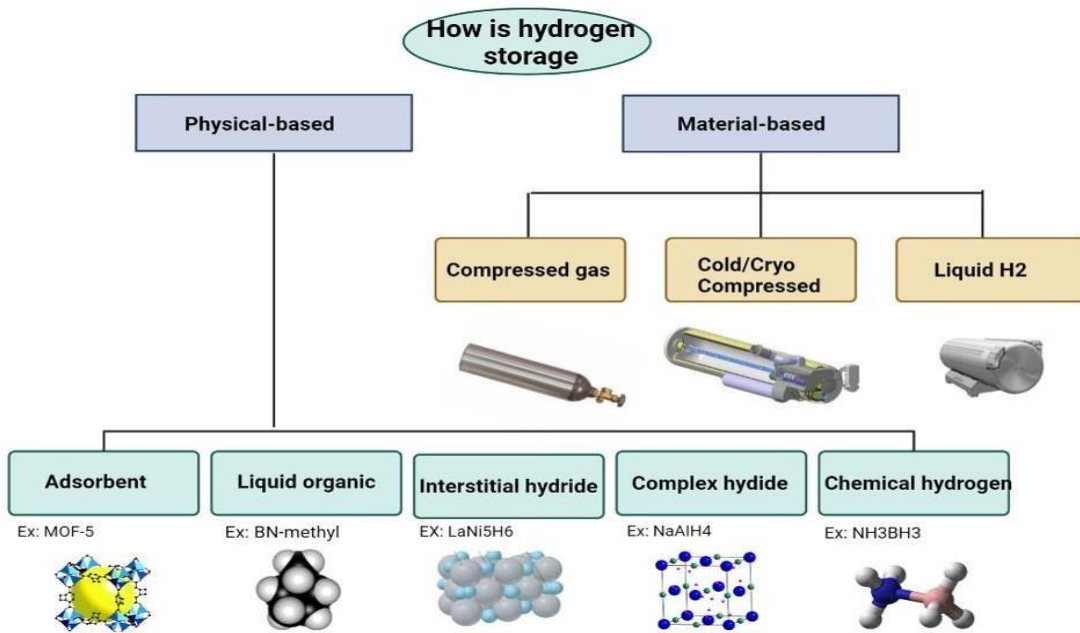 How is hydrogen
storage
Physical-based
Material-based
Compressed gas
Cold/Cryo
Compressed
Liquid H2
Adsorbent
Liquid organic
Interstitial hydride
Complex hydide
Chemical hydrogen
Ex: MOF-5
Ex: BN-methyl
EX: LaNi5H6
Ex: NaAlH4
Ex: NH3BH3